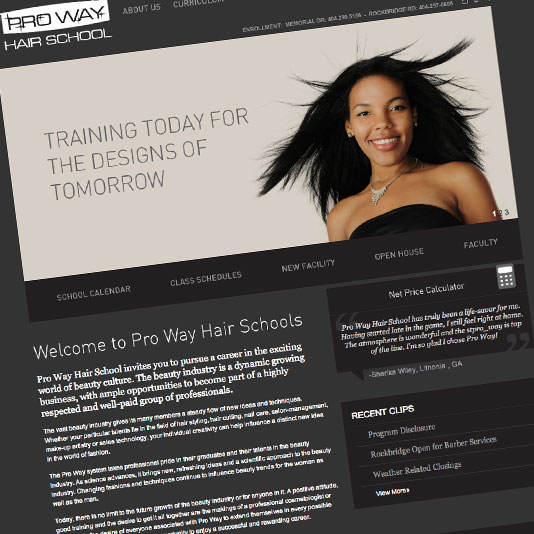 PRO WAY
HAIR SCHOOL
ABOUT US
CURRICULUM
ENROLLMENT: MEMORIAL DR:
ROCKBRIDGE RD:
TRAINING TODAY FOR
THE DESIGNS OF
TOMORROW
1 2 3
SCHOOL CALENDAR
CLASS SCHEDULES
NEW FACILITY
OPEN HOUSE
FACULTY
Welcome to Pro Way Hair Schools
Pro Way Hair School invites you to pursue a career in the exciting
world of beauty culture. The beauty industry is a dynamic growing
business, with ample opportunities to become part of a highly
respected and well-paid group of professionals.
The vast beauty industry gives its many members a steady flow of new ideas and techniques.
Whether your particular talents lie in the field of hair styling, hair cutting, nail care, salon-management,
make-up artistry or sales technology, your individual creativity can help influence a distinct new idea
in the world of fashion.
The Pro Way system takes professional pride in their graduates and their talents in the beauty
industry. As science advances, it brings new, refreshing ideas and a scientific approach to the beauty
industry. Changing fashions and techniques continue to influence beauty trends for the woman as
well as the man.
Today, there is no limit to the future growth of the beauty industry or for anyone in it. A positive attitude,
good training and the desire to get it all together are the makings of a professional cosmetologist or
the desire of everyone associated with Pro Way to extend themselves in every possible
opportunity to enjoy a successful and rewarding career.
Net Price Calculator
Pro Way Hair School has truly been a life-saver for me.
Having started late in the game, I still feel right at home.
The atmosphere is wonderful and the stpro_way is top
of the line. I'm so glad I chose Pro Way!
-Sharika Wiley, Lithonia , GA
RECENT CLIPS
Program Disclosure
Rockbridge Open for Barber Services
Weather Related Closings
View More